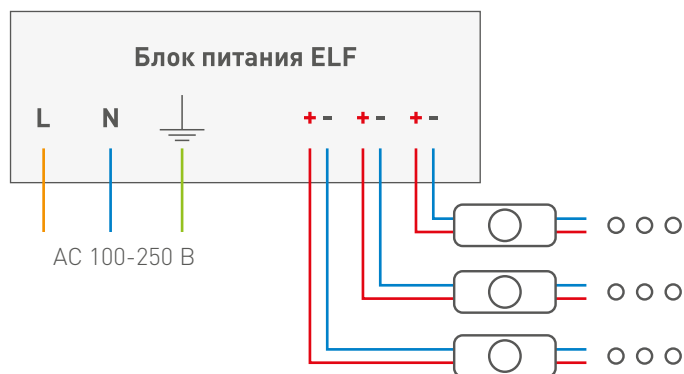 Блок питания ELF
L N + - + - + -
AC 100-250 В